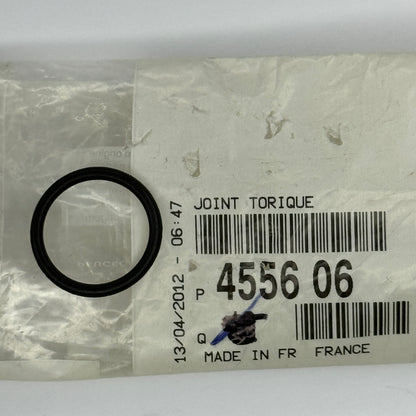 JOINT TORIQUE
P 4556 06
Q
MADE IN FR FRANCE
13/04/2012 - 06:47